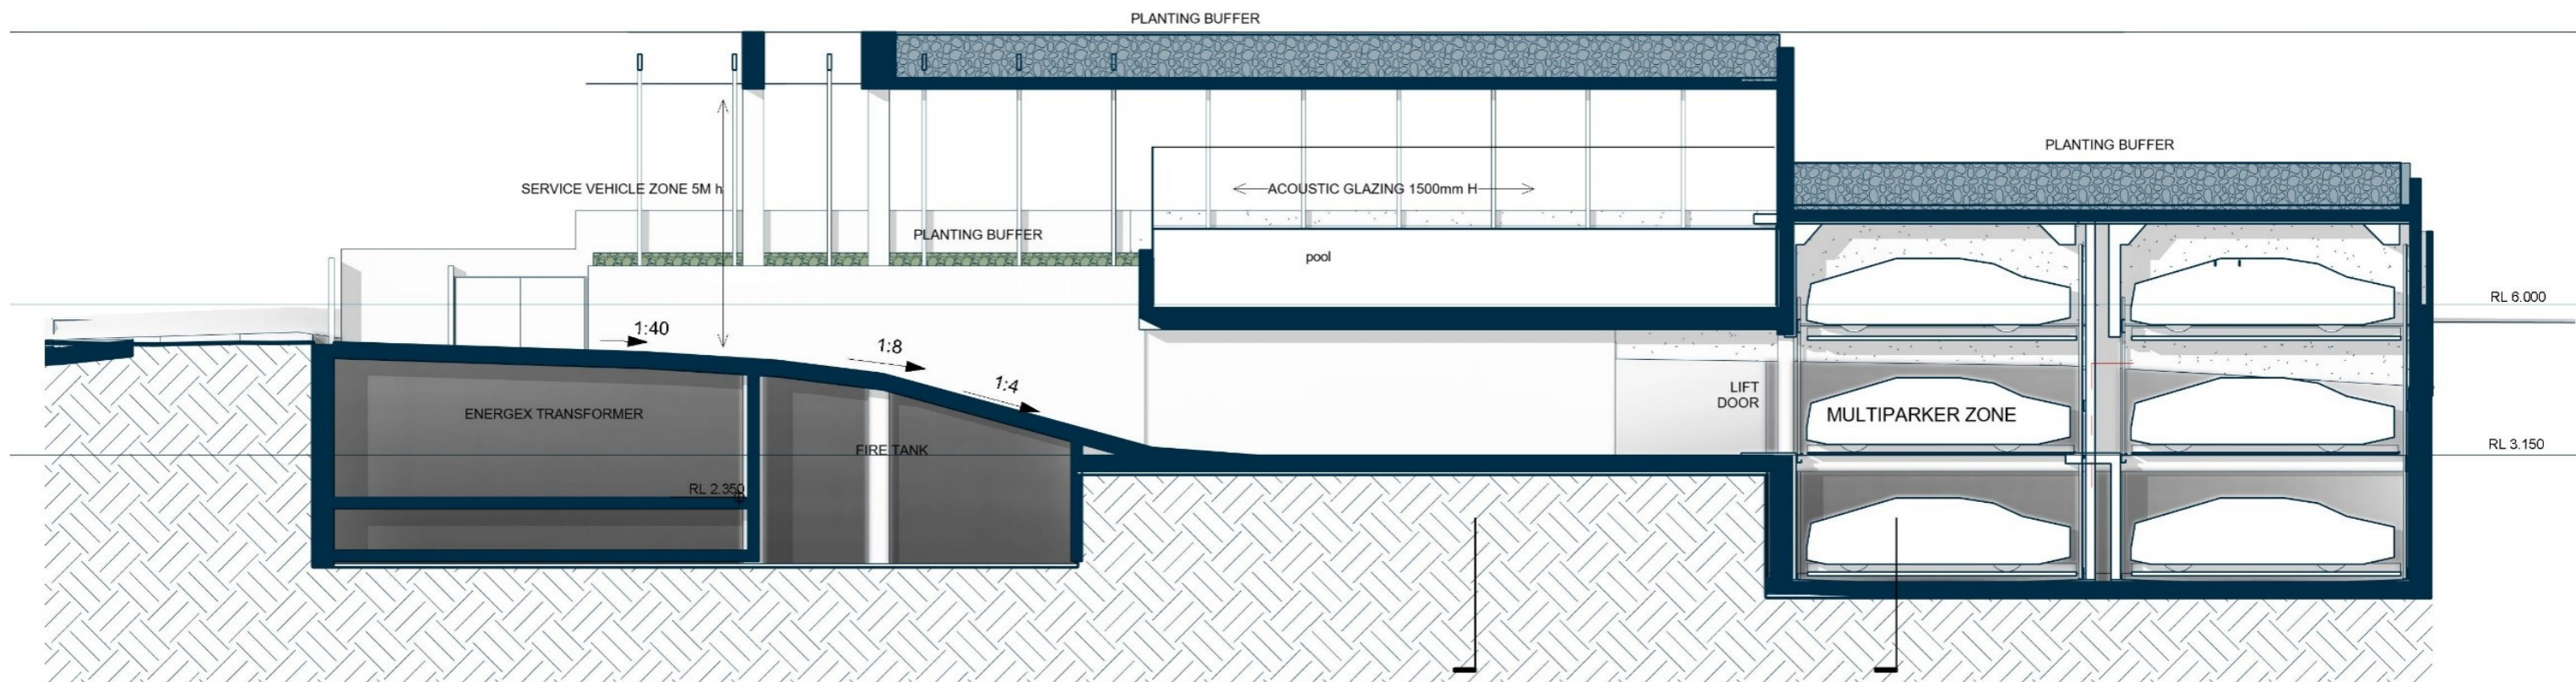 PLANTING BUFFER
PLANTING BUFFER
SERVICE VEHICLE ZONE 5M h
ACOUSTIC GLAZING 1500mm H
PLANTING BUFFER
pool
RL 6.000
1:40
1:8
1:4
LIFT
DOOR
ENERGEX TRANSFORMER
MULTIPARKER ZONE
FIRE TANK
RL 3.150
RL 2.350